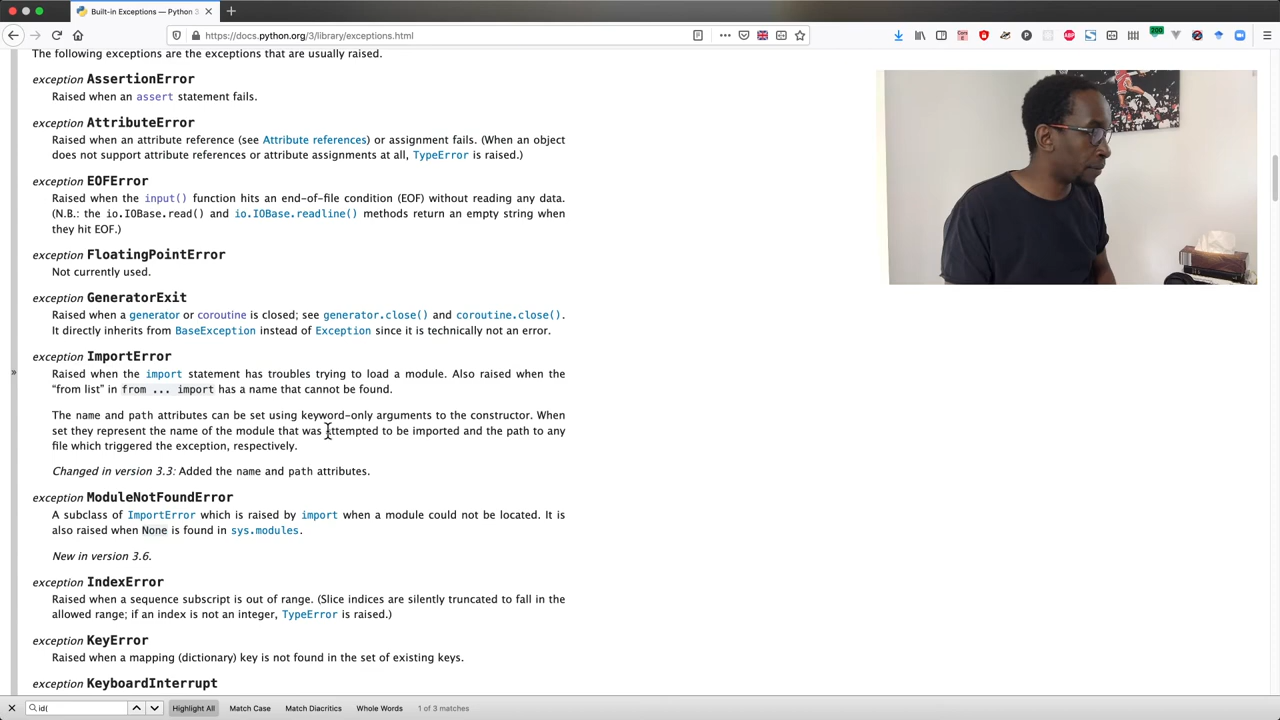 Built-in Exceptions — Python 3
https://docs.python.org/3/library/exceptions.html
The following exceptions are the exceptions that are usually raised.
exception AssertionError
Raised when an assert statement fails.
exception AttributeError
Raised when an attribute reference (see Attribute references) or assignment fails. (When an object
does not support attribute references or attribute assignments at all, TypeError is raised.)
exception EOFError
Raised when the input() function hits an end-of-file condition (EOF) without reading any data.
(N.B.: the io.IOBase.read() and io.IOBase.readline() methods return an empty string when
they hit EOF.)
exception FloatingPointError
Not currently used.
exception GeneratorExit
Raised when a generator or coroutine is closed; see generator.close() and coroutine.close().
It directly inherits from BaseException instead of Exception since it is technically not an error.
exception ImportError
Raised when the import statement has troubles trying to load a module. Also raised when the
“from list” in from ... import has a name that cannot be found.
The name and path attributes can be set using keyword-only arguments to the constructor. When
set they represent the name of the module that was attempted to be imported and the path to any
file which triggered the exception, respectively.
Changed in version 3.3: Added the name and path attributes.
exception ModuleNotFoundError
A subclass of ImportError which is raised by import when a module could not be located. It is
also raised when None is found in sys.modules.
New in version 3.6.
exception IndexError
Raised when a sequence subscript is out of range. (Slice indices are silently truncated to fall in the
allowed range; if an index is not an integer, TypeError is raised.)
exception KeyError
Raised when a mapping (dictionary) key is not found in the set of existing keys.
exception KeyboardInterrupt
id( Highlight All Match Case Match Diacritics Whole Words 1 of 3 matches